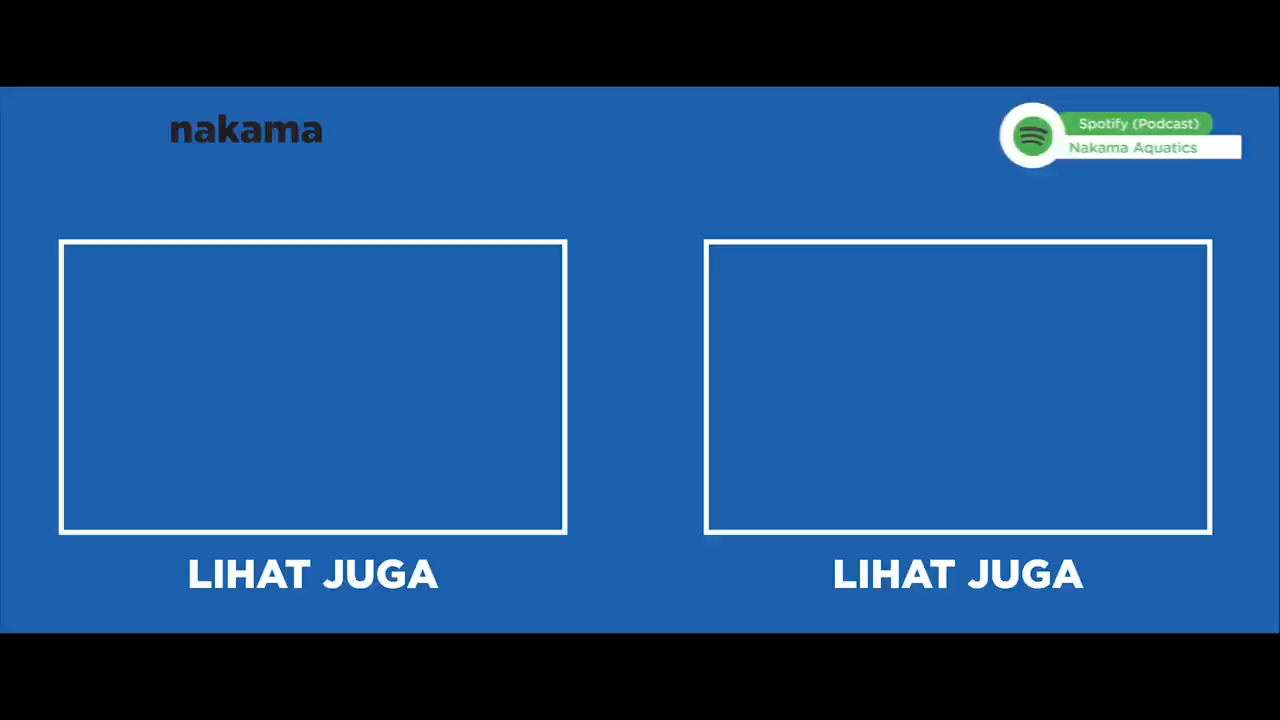 nakama
Spotify (Podcast)
Nakama Aquatics
LIHAT JUGA
LIHAT JUGA